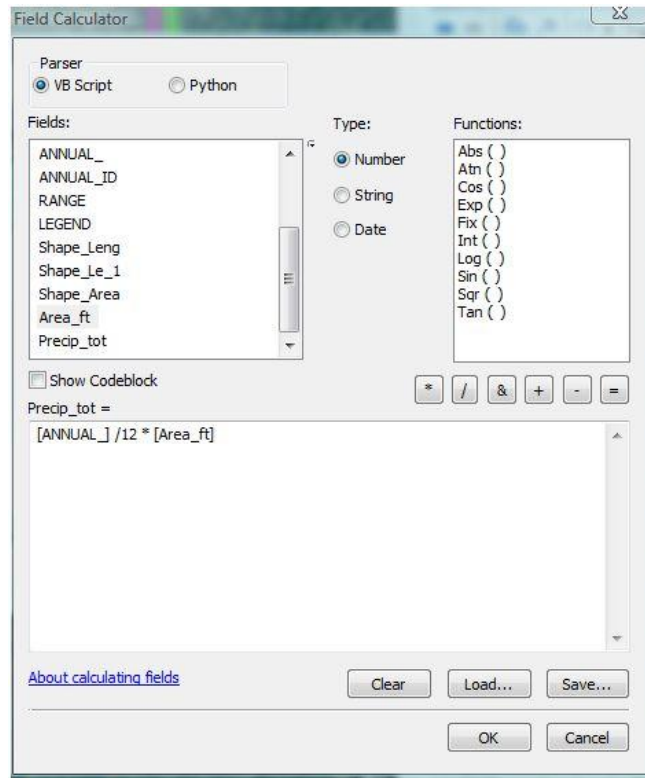 Field Calculator
Parser
VB Script
Python
Fields:
Type:
Functions:
ANNUAL_
ANNUAL_ID
RANGE
LEGEND
Shape_Leng
Shape_Le_1
Shape_Area
Area_ft
Precip_tot
Number
String
Date
Abs ( )
Atn ( )
Cos ( )
Exp ( )
Fix ( )
Int ( )
Log ( )
Sin ( )
Sqr ( )
Tan ( )
Show Codeblock
* / & + - =
Precip_tot =
[ANNUAL_] /12 * [Area_ft]
About calculating fields
Clear
Load...
Save...
OK
Cancel